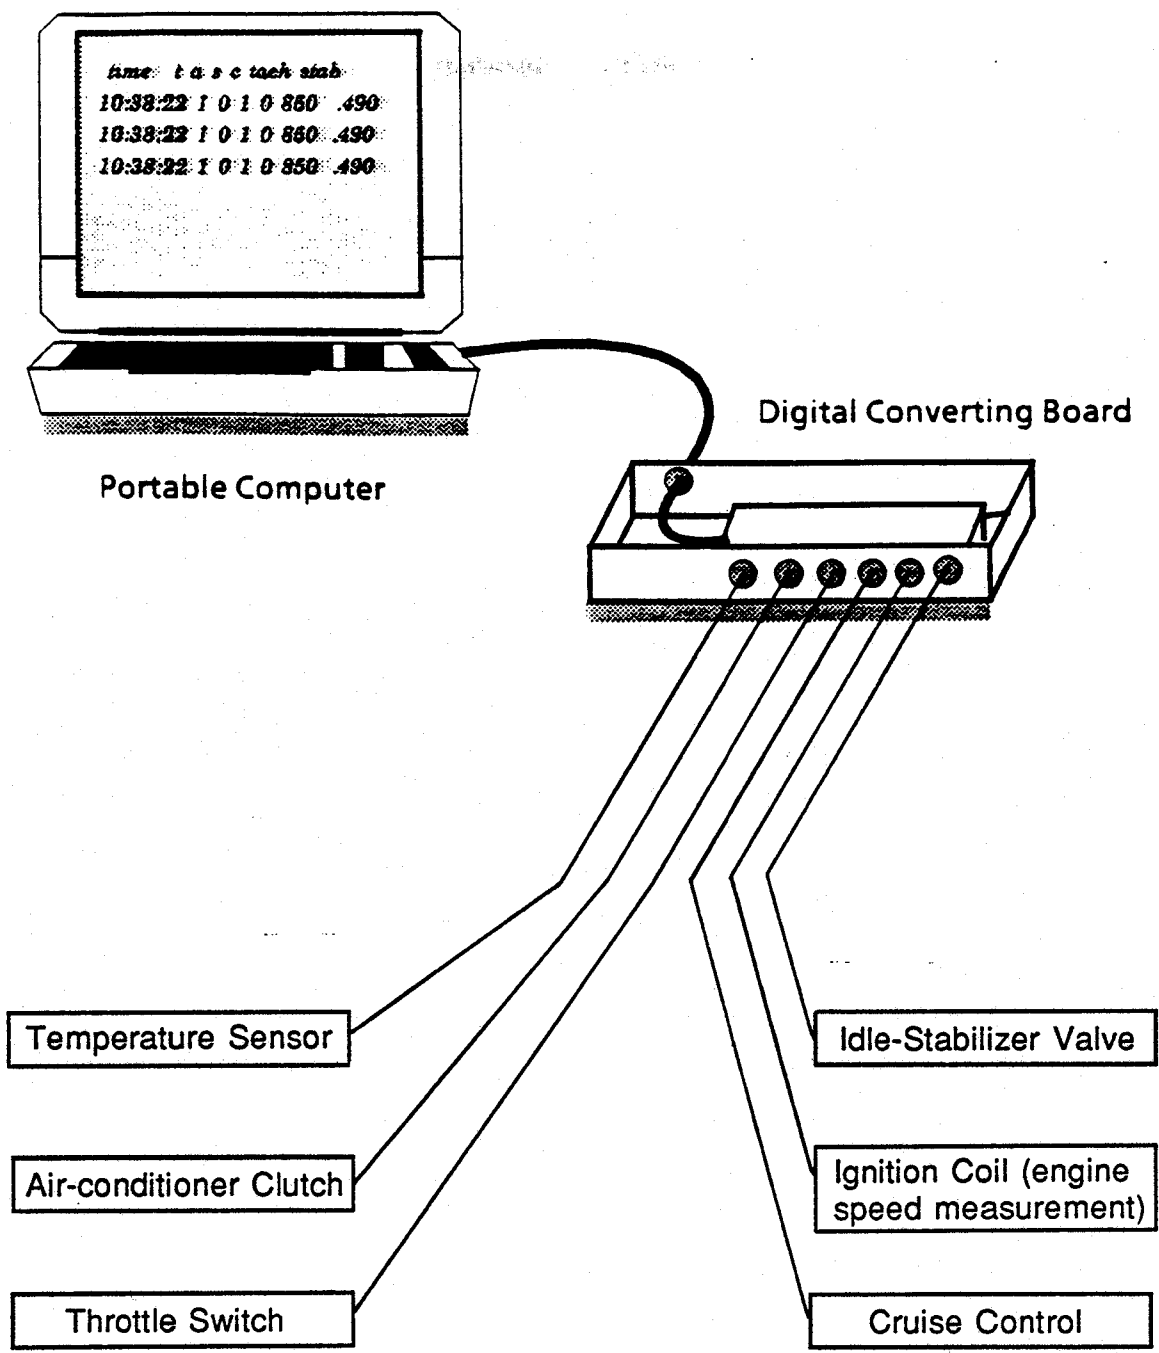 time t a s c tach stab
10:38:22 1 0 1 0 850 .490
10:38:22 1 0 1 0 850 .490
10:38:22 1 0 1 0 850 .490
Digital Converting Board
Portable Computer
Temperature Sensor
Idle-Stabilizer Valve
Air-conditioner Clutch
Ignition Coil (engine
speed measurement)
Throttle Switch
Cruise Control